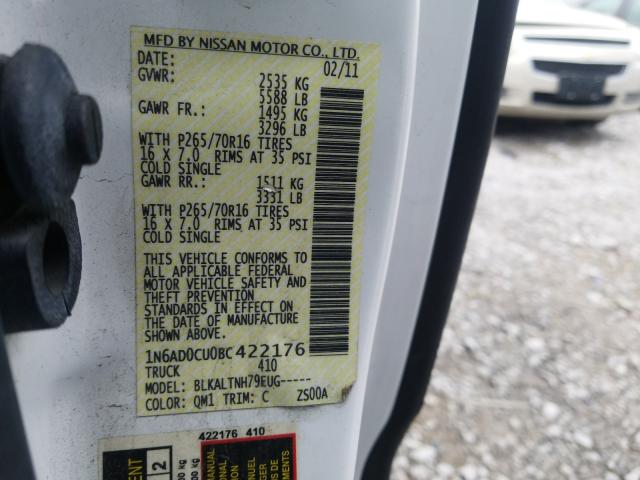 MFD BY NISSAN MOTOR CO., LTD.
DATE: 02/11
GVWR: 2535 KG
5588 LB
GAWR FR.: 1495 KG
3296 LB
WITH P265/70R16 TIRES
16 X 7.0 RIMS AT 35 PSI
COLD SINGLE
GAWR RR.: 1511 KG
3331 LB
WITH P265/70R16 TIRES
16 X 7.0 RIMS AT 35 PSI
COLD SINGLE
THIS VEHICLE CONFORMS TO
ALL APPLICABLE FEDERAL
MOTOR VEHICLE SAFETY AND
THEFT PREVENTION
STANDARDS IN EFFECT ON
THE DATE OF MANUFACTURE
SHOWN ABOVE.
1N6AD0CU0BC422176
TRUCK 410
MODEL: BLKALTNH79EUG-----
COLOR: QM1 TRIM: C ZS00A
422176 410
2
MANUAL